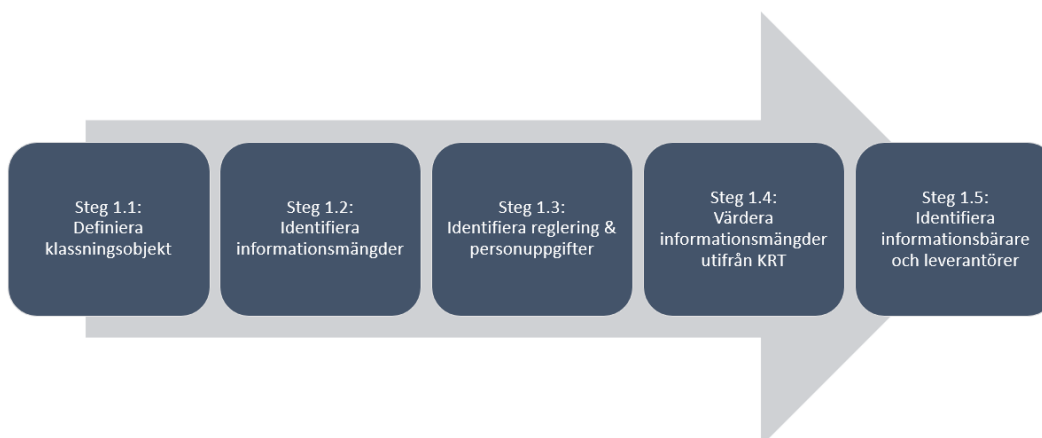 Steg 1.1:
Definiera
klassningsobjekt
Steg 1.2:
Identifiera
informationsmängder
Steg 1.3:
Identifiera reglering &
personuppgifter
Steg 1.4:
Värdera
informationsmängder
utifrån KRT
Steg 1.5:
Identifiera
informationsbärare
och leverantörer